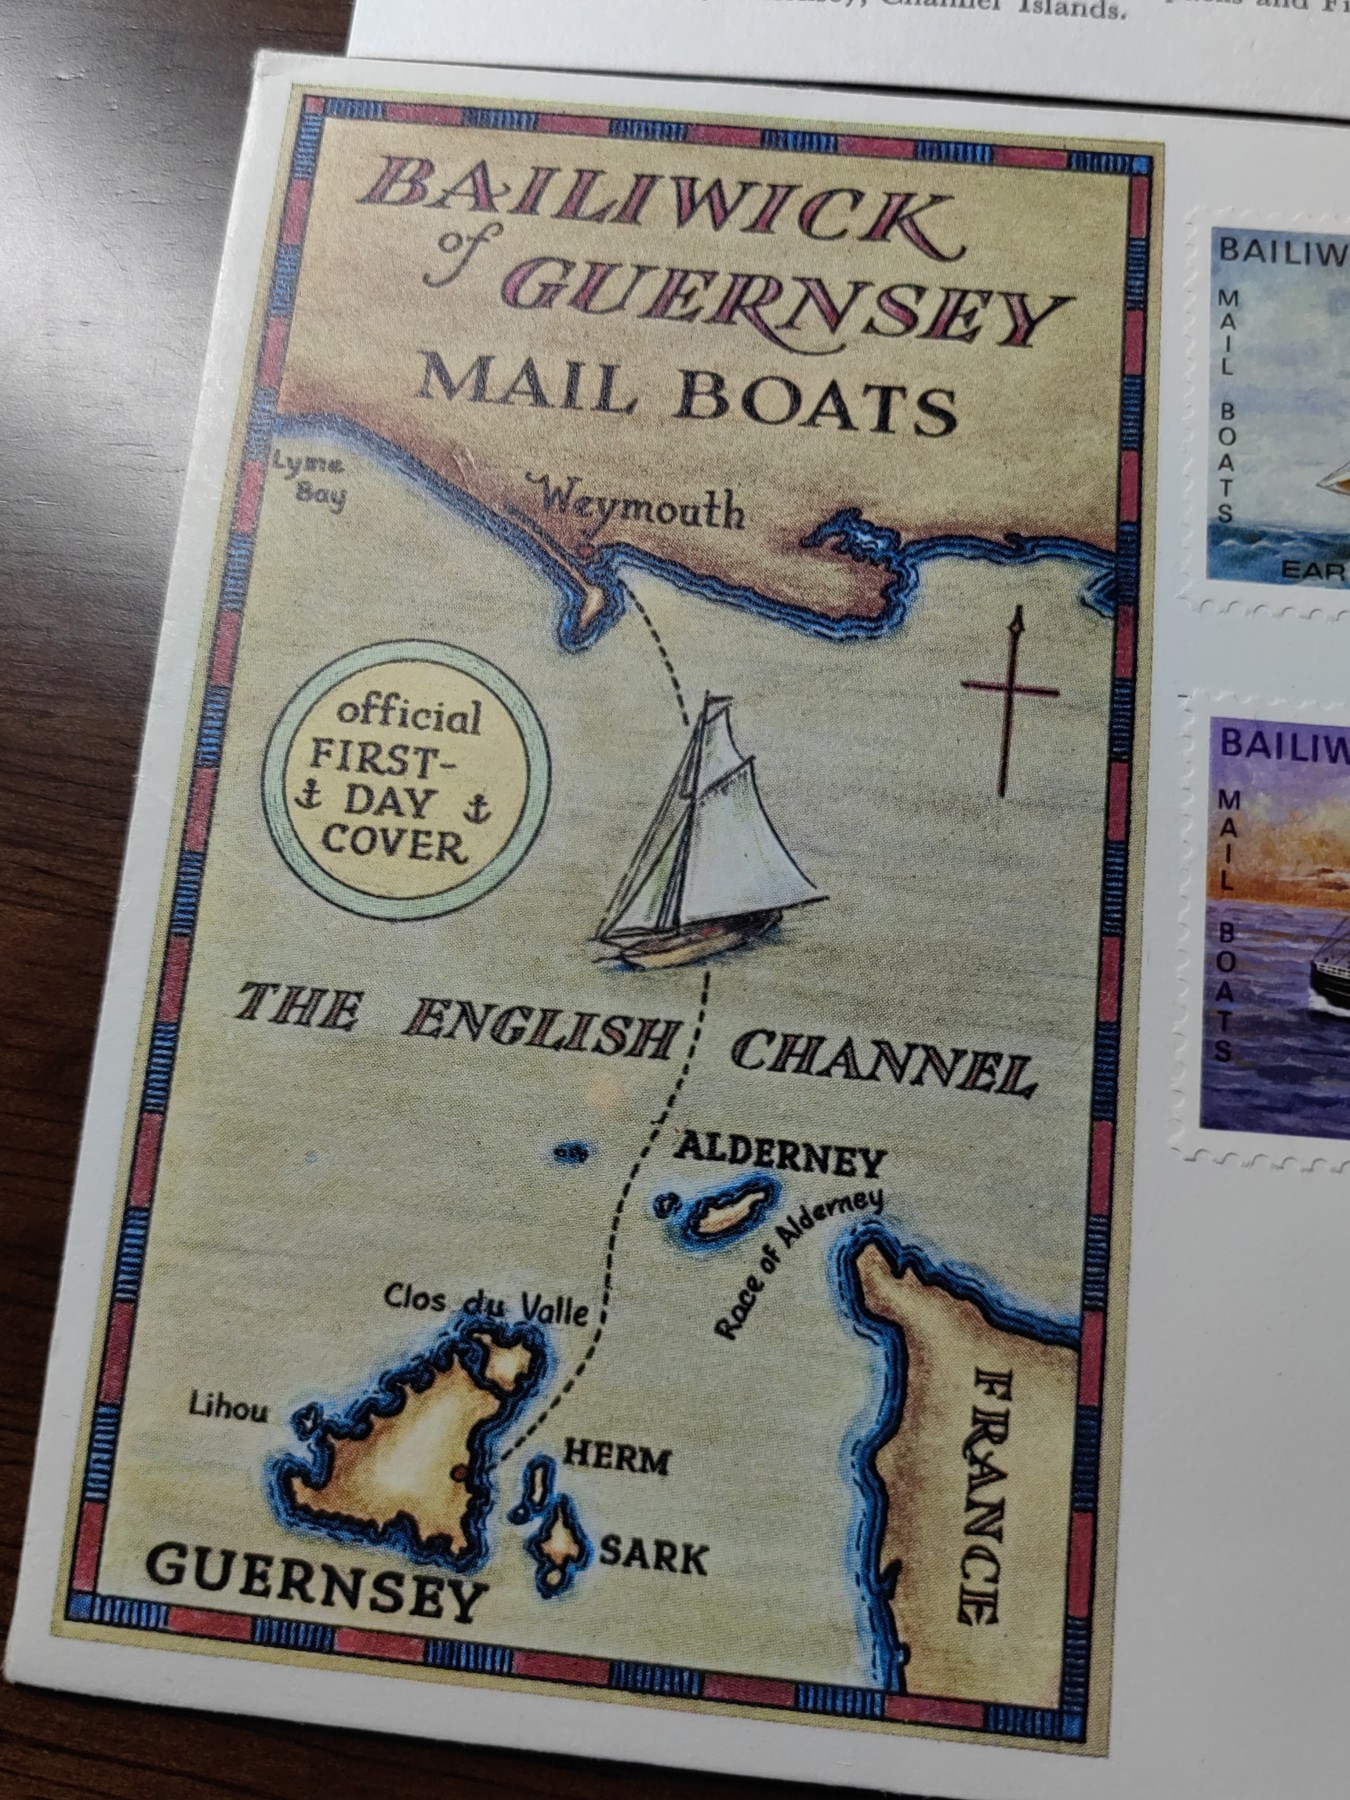 Channel Islands.
and
BAILIWICK
of
GUERNSEY
MAIL BOATS
Lyme
Bay
Weymouth
official
FIRST-
DAY
COVER
THE ENGLISH CHANNEL
ALDERNEY
Race of Alderney
Clos du Valle
Lihou
HERM
SARK
GUERNSEY
FRANCE
BAILIW
MAIL BOATS
EAR
BAILIW
MAIL BOATS